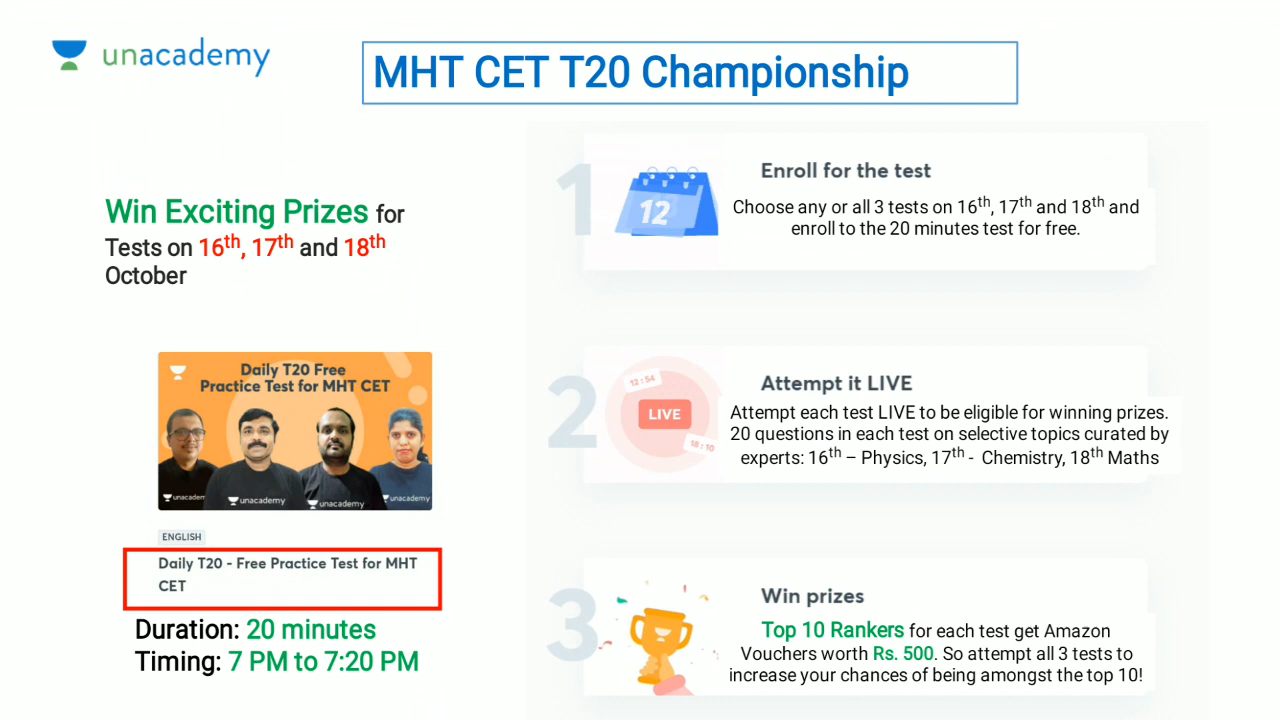 unacademy
MHT CET T20 Championship
Win Exciting Prizes for
Tests on 16th, 17th and 18th
October
Daily T20 Free
Practice Test for MHT CET
unacademy
unacademy
unacademy
unacademy
ENGLISH
Daily T20 - Free Practice Test for MHT
CET
Duration: 20 minutes
Timing: 7 PM to 7:20 PM
1
12
Enroll for the test
Choose any or all 3 tests on 16th, 17th and 18th and
enroll to the 20 minutes test for free.
2
12:54
LIVE
18:10
Attempt it LIVE
Attempt each test LIVE to be eligible for winning prizes.
20 questions in each test on selective topics curated by
experts: 16th – Physics, 17th - Chemistry, 18th Maths
3
Win prizes
Top 10 Rankers for each test get Amazon
Vouchers worth Rs. 500. So attempt all 3 tests to
increase your chances of being amongst the top 10!